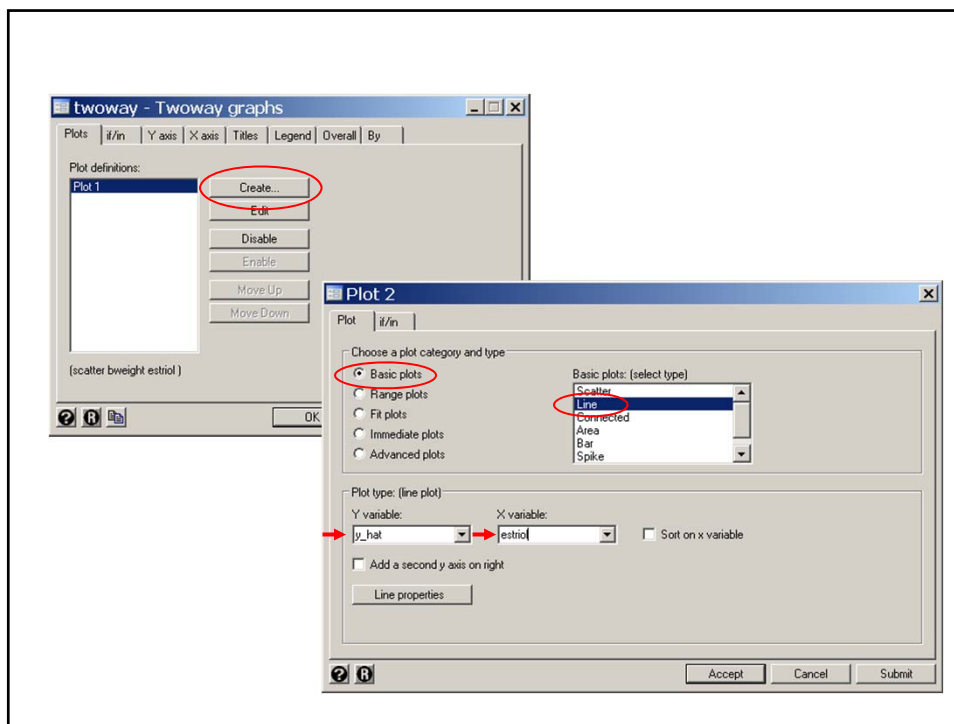 twoway - Twoway graphs
Plots if/in Y axis X axis Titles Legend Overall By
Plot definitions:
Plot 1
Create...
Edit
Disable
Enable
Move Up
Move Down
(scatter bweight estriol )
OK
Plot 2
Plot if/in
Choose a plot category and type
Basic plots
Range plots
Fit plots
Immediate plots
Advanced plots
Basic plots: (select type)
Scatter
Line
Connected
Area
Bar
Spike
Plot type: (line plot)
Y variable: X variable:
y_hat estriol Sort on x variable
Add a second y axis on right
Line properties
? R Accept Cancel Submit